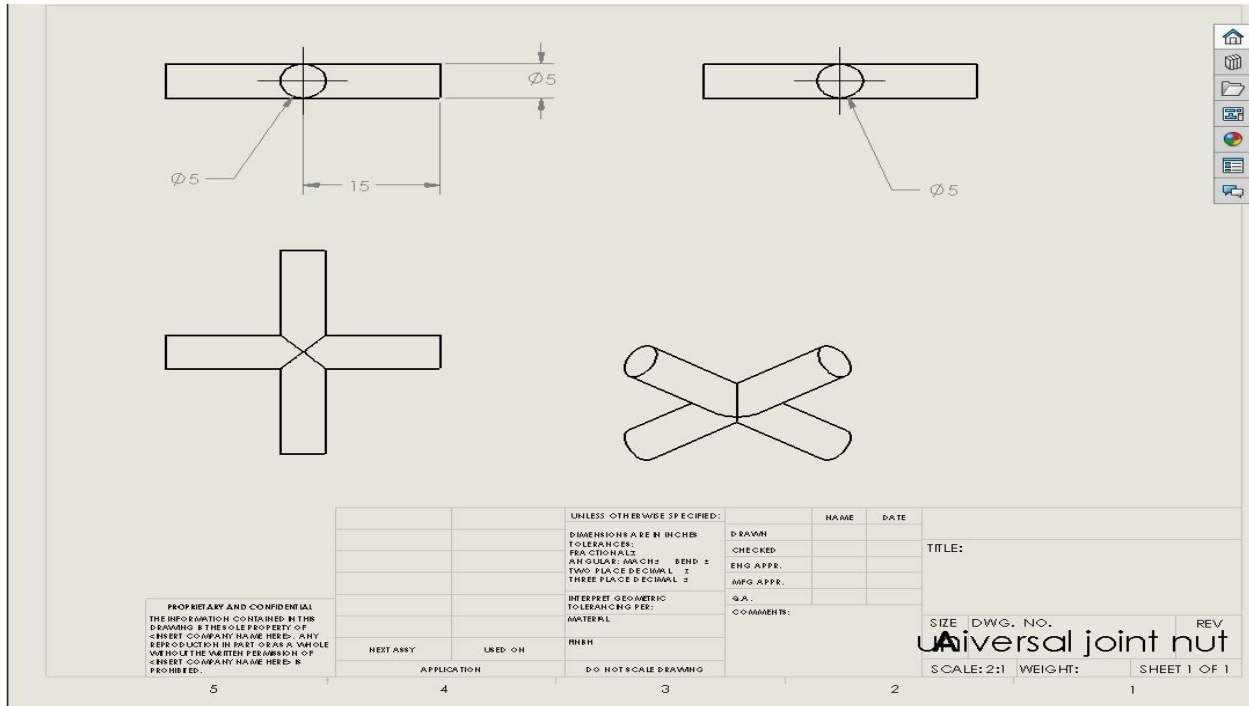 Ø5
Ø5
15
Ø5
UNLESS OTHERWISE SPECIFIED:
DIMENSIONS ARE IN INCHES
TOLERANCES:
FRACTIONAL±
ANGULAR: MACH± BEND ±
TWO PLACE DECIMAL ±
THREE PLACE DECIMAL ±
INTERPRET GEOMETRIC
TOLERANCING PER:
MATERIAL
FINISH
DO NOT SCALE DRAWING
NAME DATE
DRAWN
CHECKED
ENG APPR.
MFG APPR.
Q.A.
COMMENTS:
TITLE:
SIZE DWG. NO. REV
A
universal joint nut
SCALE: 2:1 WEIGHT: SHEET 1 OF 1
PROPRIETARY AND CONFIDENTIAL
THE INFORMATION CONTAINED IN THIS
DRAWING IS THE SOLE PROPERTY OF
<INSERT COMPANY NAME HERE>. ANY
REPRODUCTION IN PART OR AS A WHOLE
WITHOUT THE WRITTEN PERMISSION OF
<INSERT COMPANY NAME HERE> IS
PROHIBITED.
NEXT ASSY USED ON
APPLICATION
5 4 3 2 1